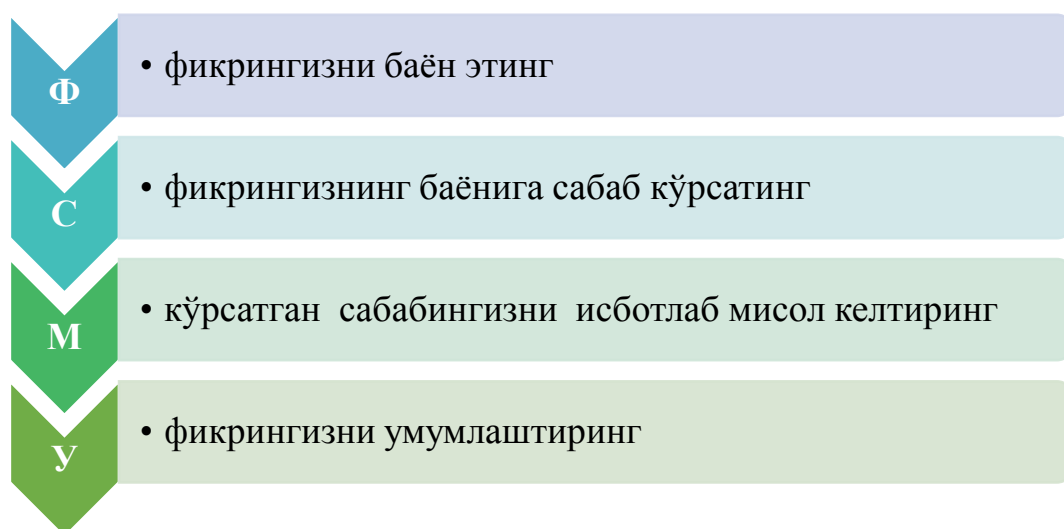 Ф
• фикрингизни баён этинг
С
• фикрингизнинг баёнига сабаб кўрсатинг
М
• кўрсатган сабабингизни исботлаб мисол келтиринг
У
• фикрингизни умумлаштиринг